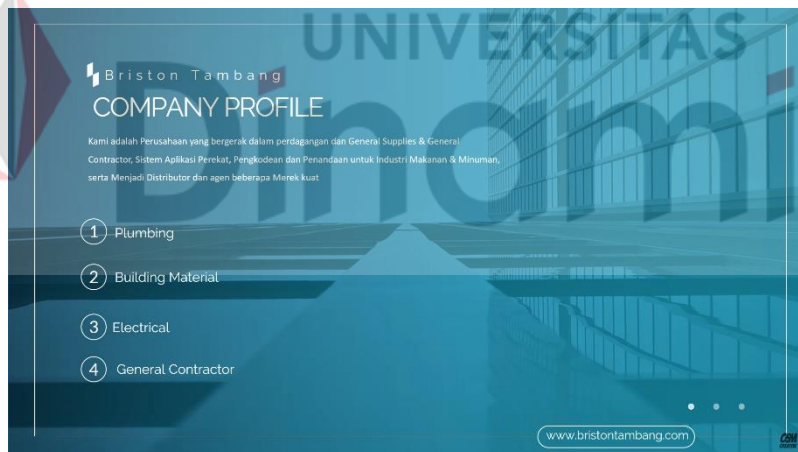 UNIVERSITAS
Dinami
Briston Tambang
COMPANY PROFILE
Kami adalah Perusahaan yang bergerak dalam perdagangan dan General Supplies & General
Contractor, Sistem Aplikasi Perekat, Pengkodean dan Penandaan untuk Industri Makanan & Minuman,
serta Menjadi Distributor dan agen beberapa Merek kuat
1 Plumbing
2 Building Material
3 Electrical
4 General Contractor
www.bristontambang.com